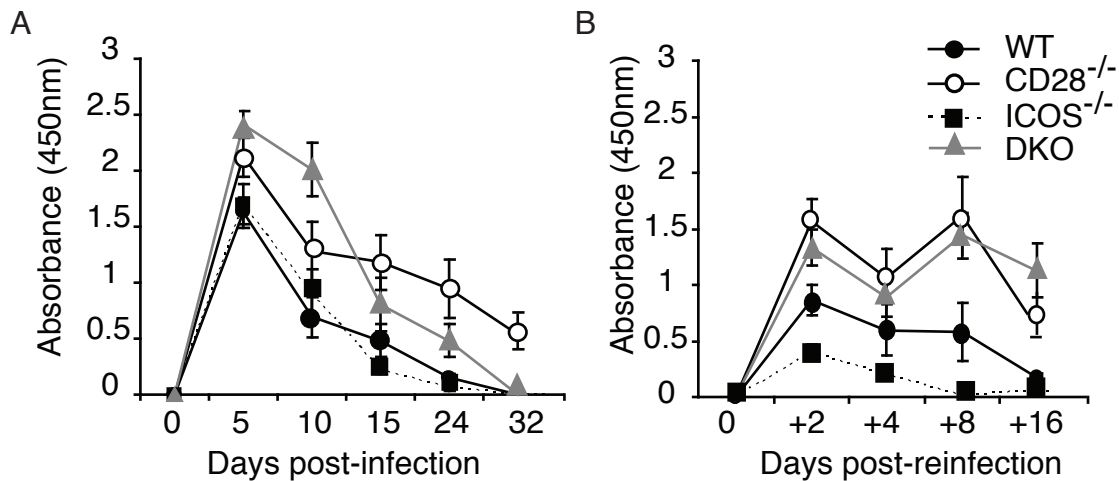 A
Absorbance (450nm)
3
2.5
2
1.5
1
0.5
0
0 5 10 15 24 32
Days post-infection
B
Absorbance (450nm)
3
2.5
2
1.5
1
0.5
0
0 +2 +4 +8 +16
Days post-reinfection
WT
CD28-/-
ICOS-/-
DKO